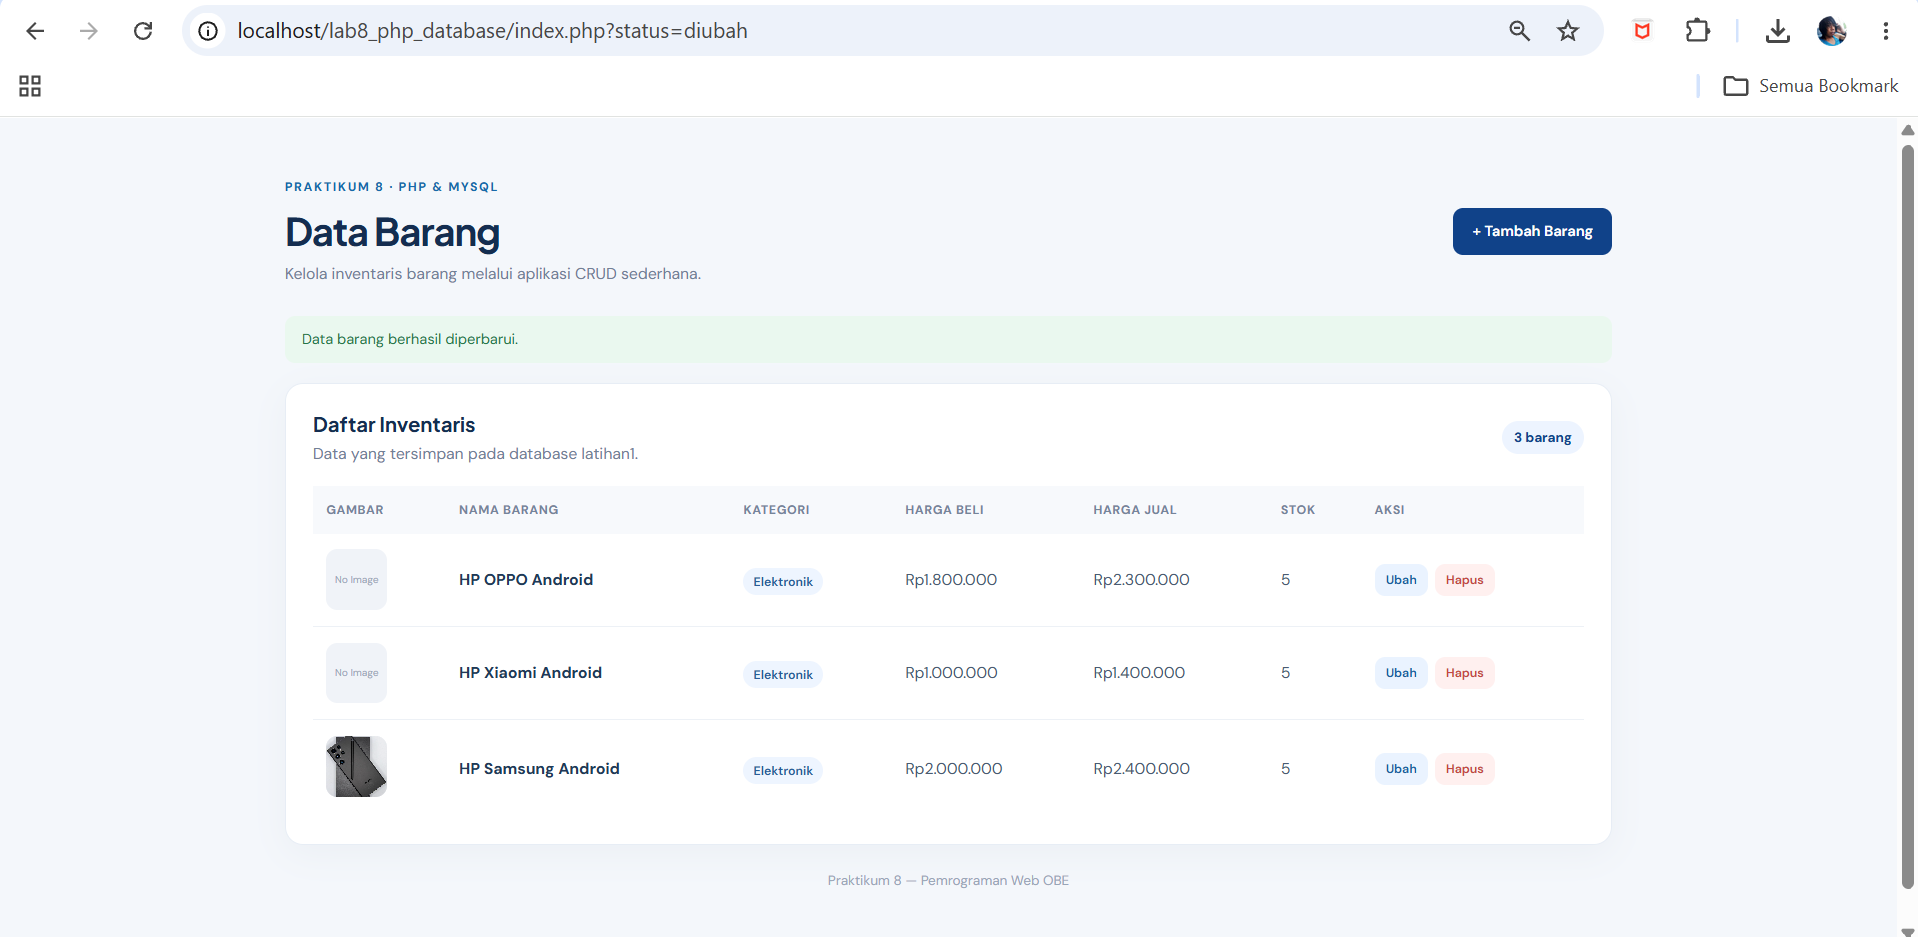 localhost/lab8_php_database/index.php?status=diubah
Semua Bookmark
PRAKTIKUM 8 · PHP & MYSQL
Data Barang
+ Tambah Barang
Kelola inventaris barang melalui aplikasi CRUD sederhana.
Data barang berhasil diperbarui.
Daftar Inventaris
3 barang
Data yang tersimpan pada database latihan1.
GAMBAR NAMA BARANG KATEGORI HARGA BELI HARGA JUAL STOK AKSI
No Image HP OPPO Android Elektronik Rp1.800.000 Rp2.300.000 5 Ubah Hapus
No Image HP Xiaomi Android Elektronik Rp1.000.000 Rp1.400.000 5 Ubah Hapus
HP Samsung Android Elektronik Rp2.000.000 Rp2.400.000 5 Ubah Hapus
Praktikum 8 — Pemrograman Web OBE